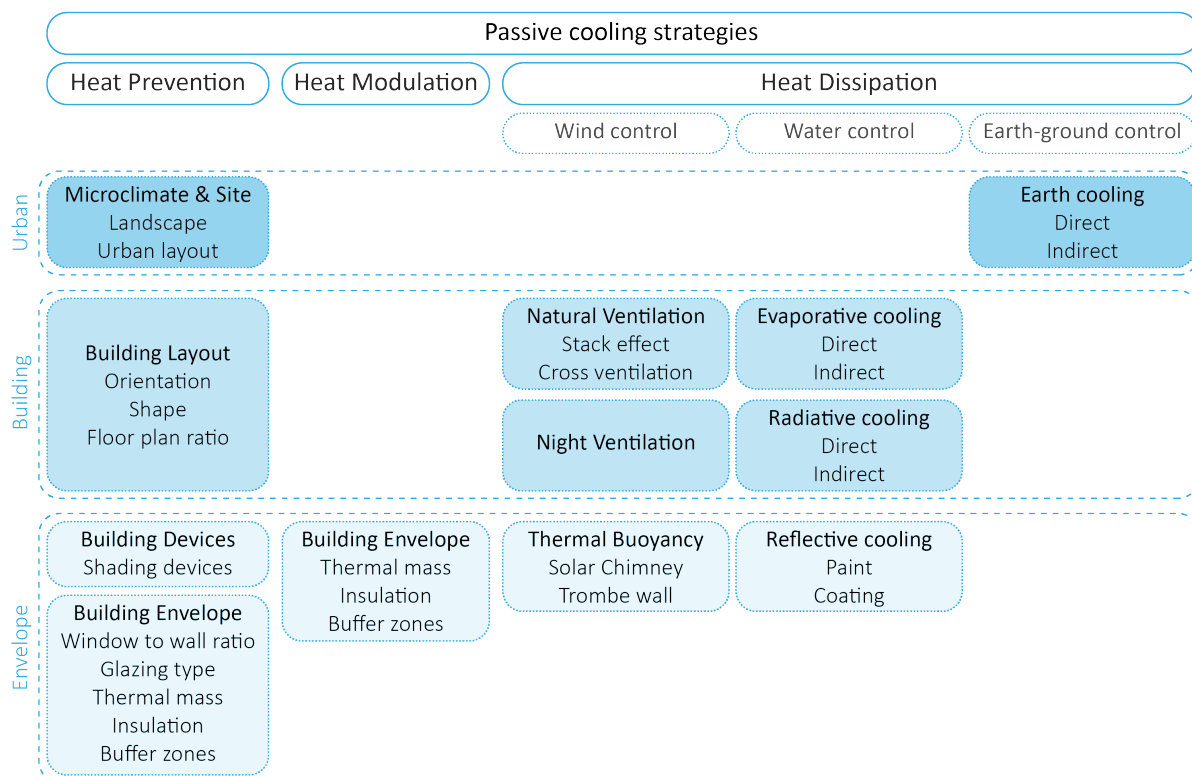 Passive cooling strategies
Heat Prevention
Heat Modulation
Heat Dissipation
Wind control
Water control
Earth-ground control
Urban
Microclimate & Site
Landscape
Urban layout
Earth cooling
Direct
Indirect
Building
Building Layout
Orientation
Shape
Floor plan ratio
Natural Ventilation
Stack effect
Cross ventilation
Night Ventilation
Evaporative cooling
Direct
Indirect
Radiative cooling
Direct
Indirect
Envelope
Building Devices
Shading devices
Building Envelope
Window to wall ratio
Glazing type
Thermal mass
Insulation
Buffer zones
Building Envelope
Thermal mass
Insulation
Buffer zones
Thermal Buoyancy
Solar Chimney
Trombe wall
Reflective cooling
Paint
Coating